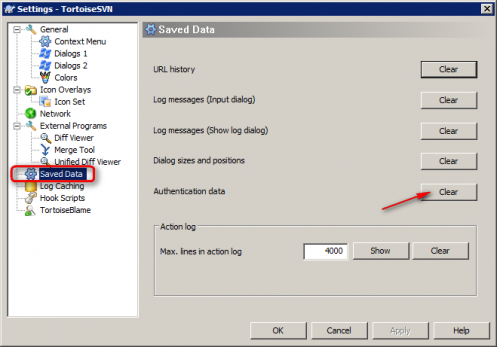 Settings - TortoiseSVN
General
Context Menu
Dialogs 1
Dialogs 2
Colors
Icon Overlays
Icon Set
Network
External Programs
Diff Viewer
Merge Tool
Unified Diff Viewer
Saved Data
Log Caching
Hook Scripts
TortoiseBlame
Saved Data
URL history Clear
Log messages (Input dialog) Clear
Log messages (Show log dialog) Clear
Dialog sizes and positions Clear
Authentication data Clear
Action log
Max. lines in action log 4000 Show Clear
OK Cancel Apply Help